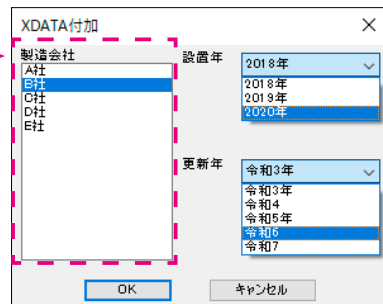 XDATA付加
製造会社
A社
B社
C社
D社
E社
設置年
2018年
2018年
2019年
2020年
更新年
令和3年
令和3年
令和4
令和5年
令和6
令和7
OK
キャンセル